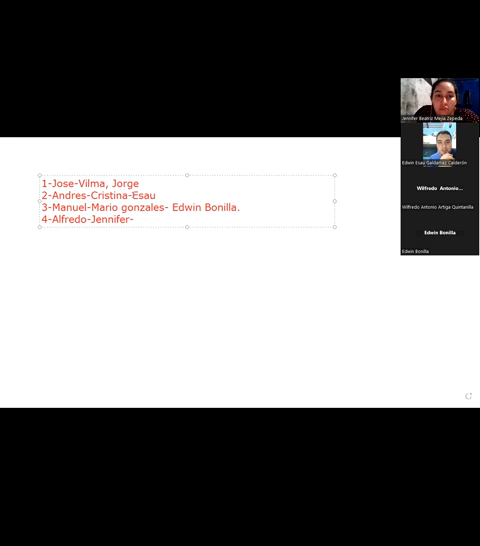 Jennifer Beatriz Mejia Zepeda
1-Jose-Vilma, Jorge
2-Andres-Cristina-Esau
3-Manuel-Mario gonzales- Edwin Bonilla.
4-Alfredo-Jennifer-
Edwin Esau Galdamez Calderón
Wilfredo Antonio...
Wilfredo Antonio Artiga Quintanilla
Edwin Bonilla
Edwin Bonilla